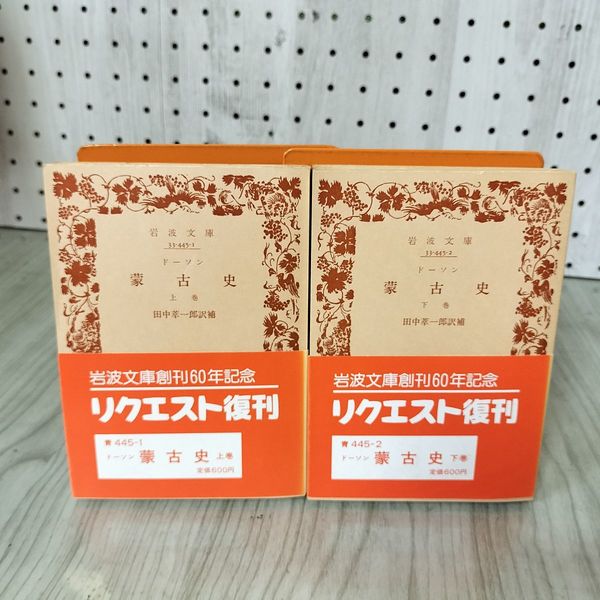 岩波文庫
33-445-1
ドーソン
蒙古史
上巻
田中萃一郎訳補
岩波文庫創刊60年記念
リクエスト復刊
青 445-1
ドーソン 蒙古史 上巻
定価600円
岩波文庫
33-445-2
ドーソン
蒙古史
下巻
田中萃一郎訳補
岩波文庫創刊60年記念
リクエスト復刊
青 445-2
ドーソン 蒙古史 下巻
定価600円